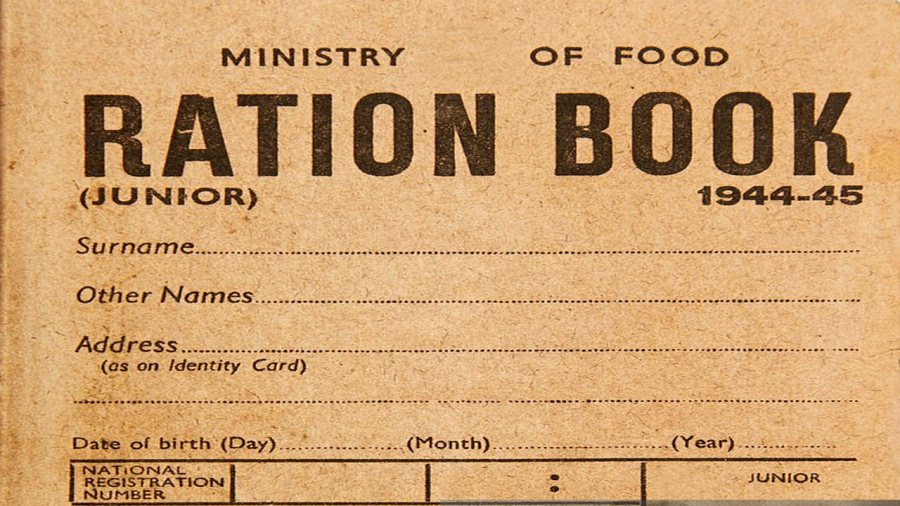 MINISTRY OF FOOD
RATION BOOK
(JUNIOR) 1944-45
Surname
Other Names
Address
(as on Identity Card)
Date of birth (Day) (Month) (Year)
NATIONAL
REGISTRATION
NUMBER : JUNIOR